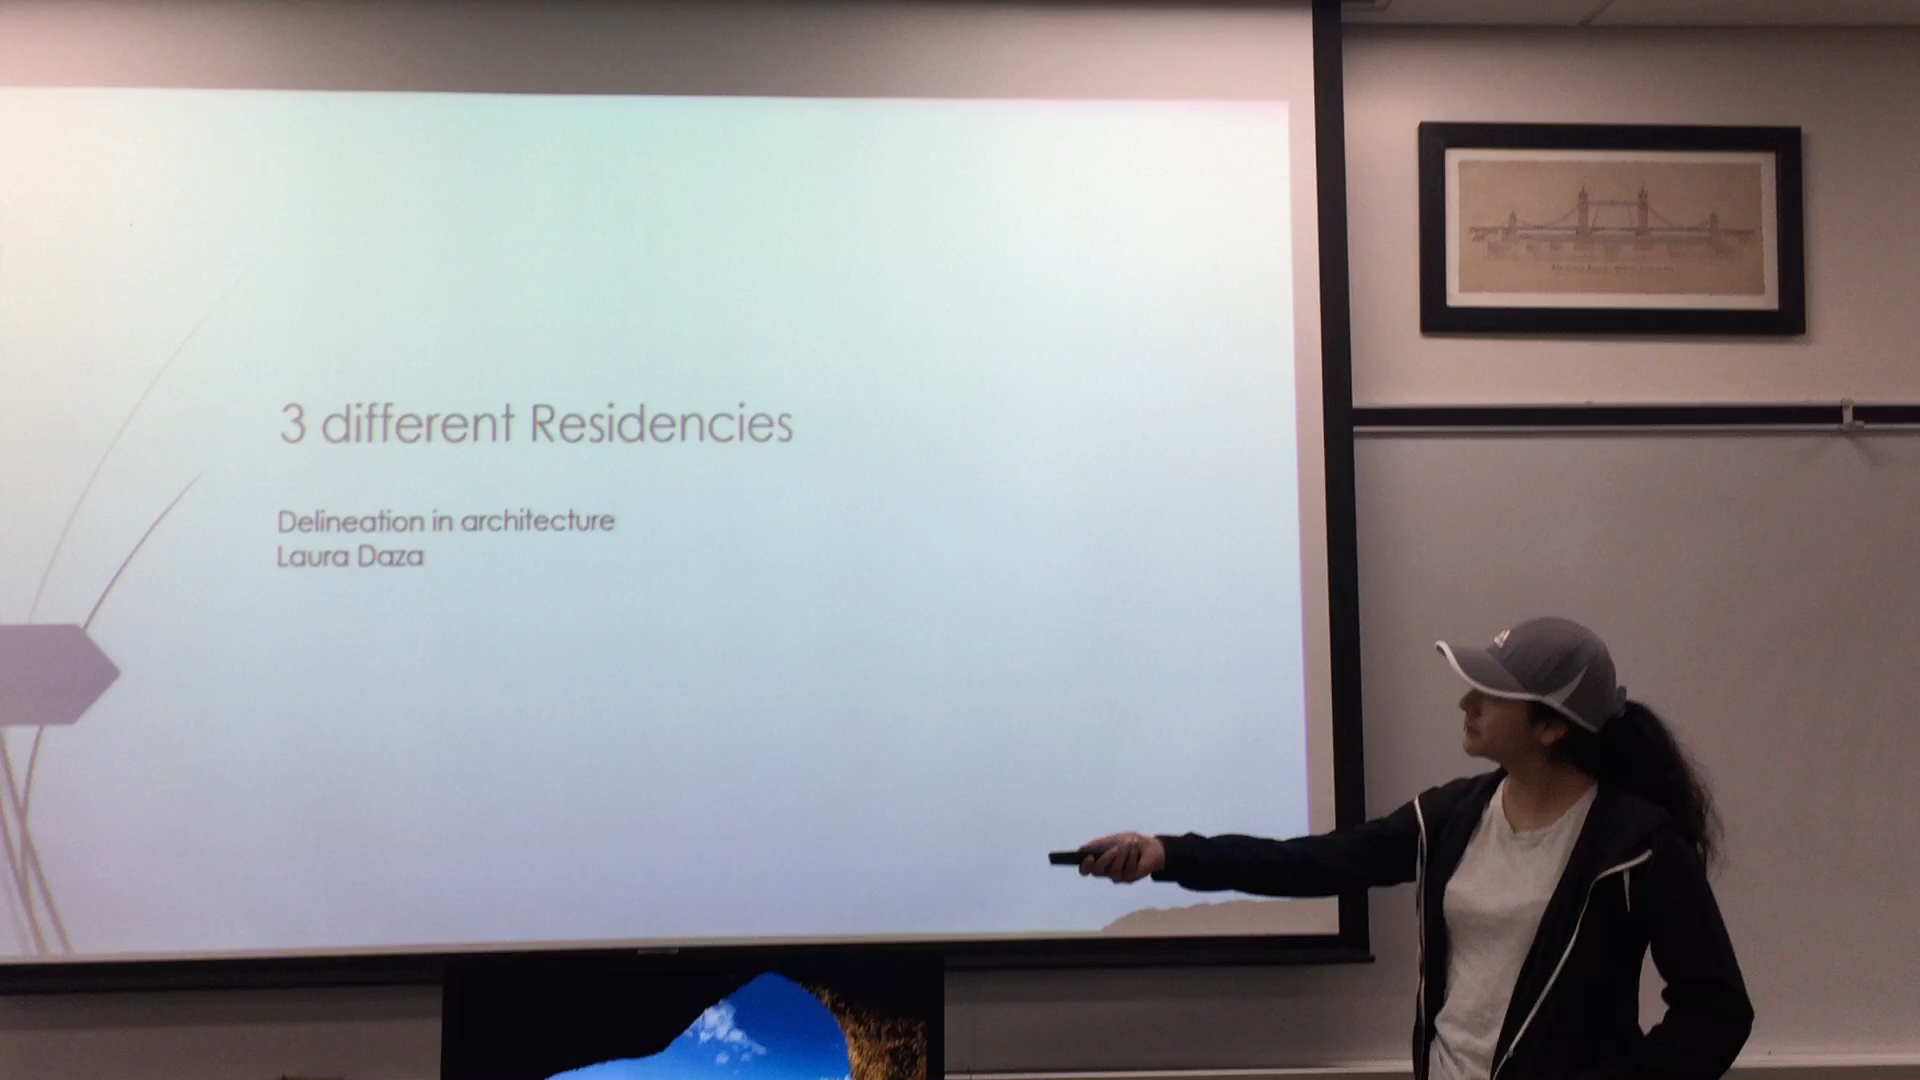 3 different Residencies
Delineation in architecture
Laura Daza